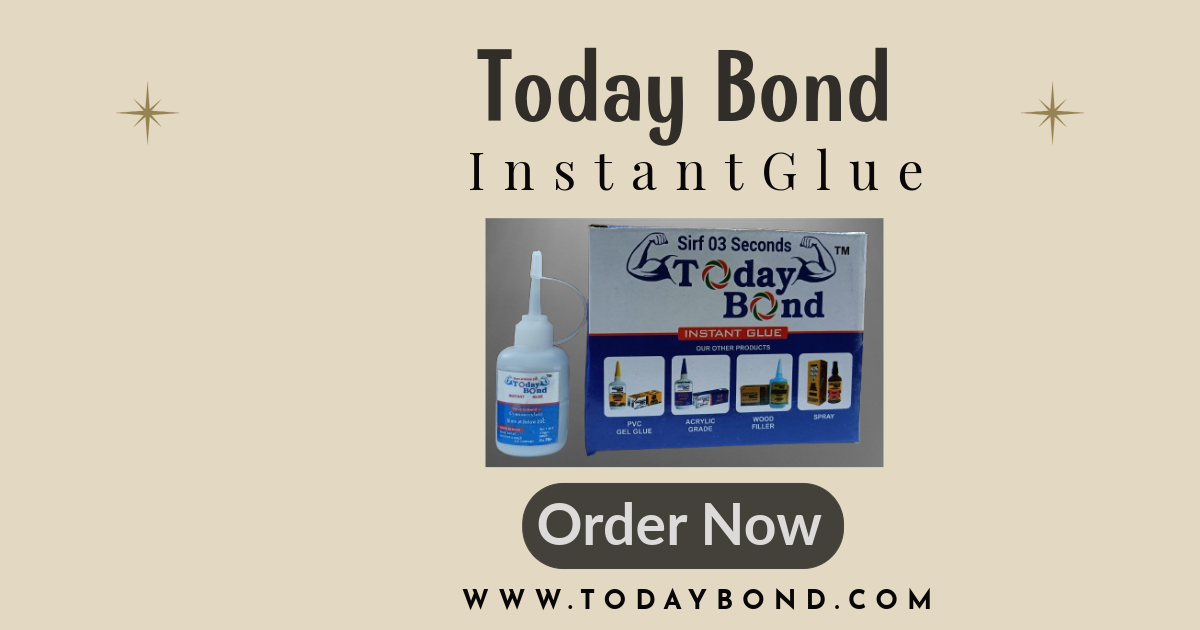 Today Bond
InstantGlue
Sirf 03 Seconds
TM
Today
Bond
INSTANT GLUE
OUR OTHER PRODUCTS
PVC
GEL GLUE
ACRYLIC
GRADE
WOOD
FILLER
SPRAY
Today
Bond
INSTANT GLUE
Order Now
WWW.TODAYBOND.COM